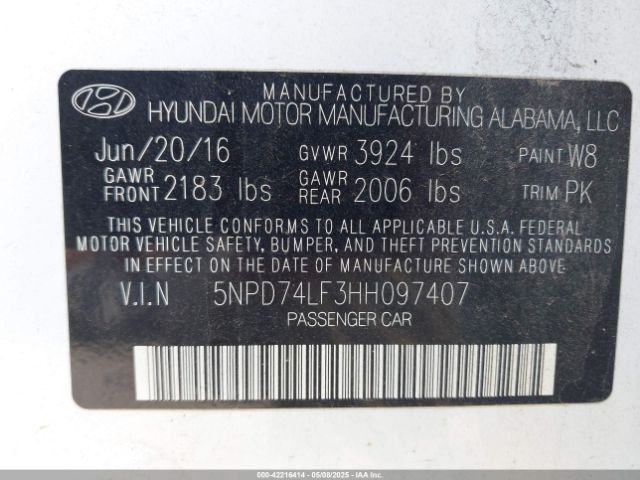 MANUFACTURED BY
HYUNDAI MOTOR MANUFACTURING ALABAMA, LLC
Jun/20/16 GVWR 3924 lbs PAINT W8
GAWR FRONT 2183 lbs GAWR REAR 2006 lbs TRIM PK
THIS VEHICLE CONFORMS TO ALL APPLICABLE U.S.A. FEDERAL
MOTOR VEHICLE SAFETY, BUMPER, AND THEFT PREVENTION STANDARDS
IN EFFECT ON THE DATE OF MANUFACTURE SHOWN ABOVE.
V.I.N 5NPD74LF3HH097407
PASSENGER CAR
000-42216414 - 05/08/2025 - IAAI.COM